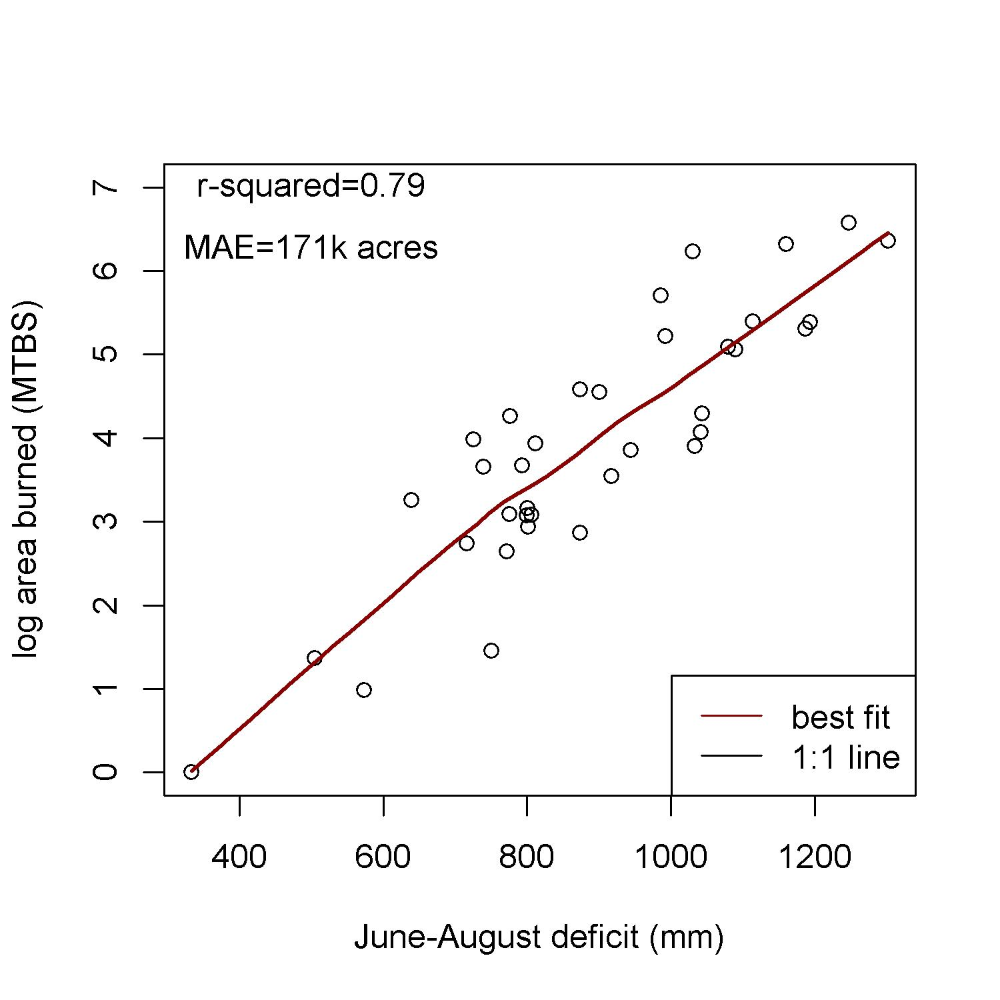 r-squared=0.79
MAE=171k acres
7
6
5
4
3
2
1
0
log area burned (MTBS)
best fit
1:1 line
400 600 800 1000 1200
June-August deficit (mm)